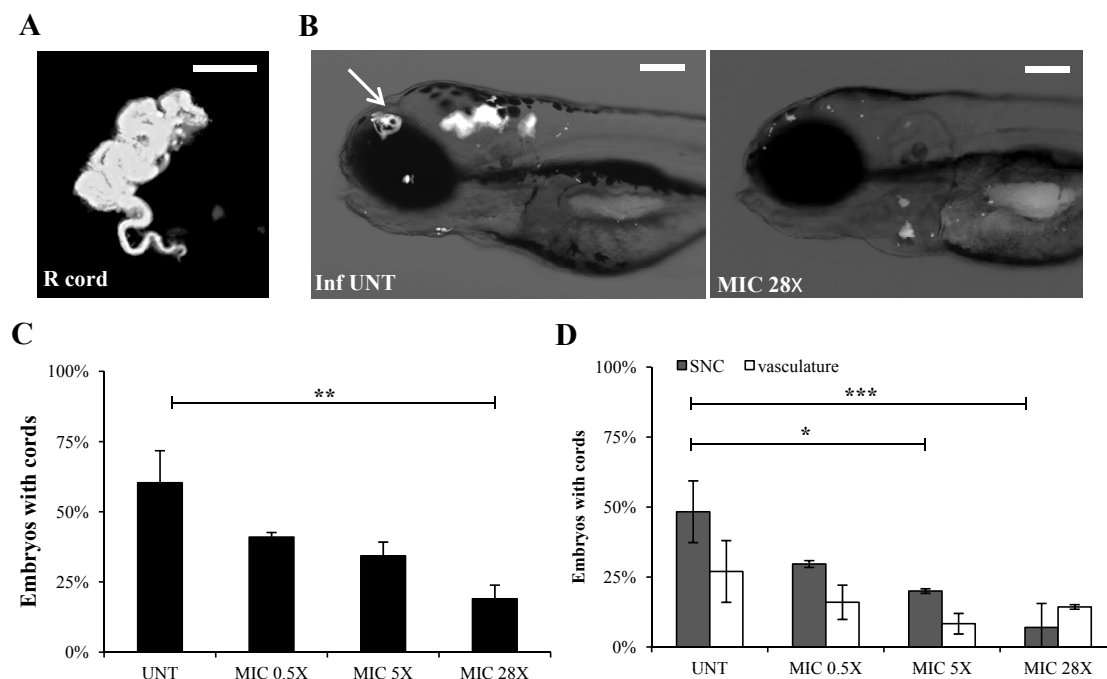 A
B
R cord
Inf UNT
MIC 28X
C
D
SNC vasculature
100%
75%
50%
25%
0%
Embryos with cords
**
UNT MIC 0.5X MIC 5X MIC 28X
100%
75%
50%
25%
0%
Embryos with cords
***
*
UNT MIC 0.5X MIC 5X MIC 28X